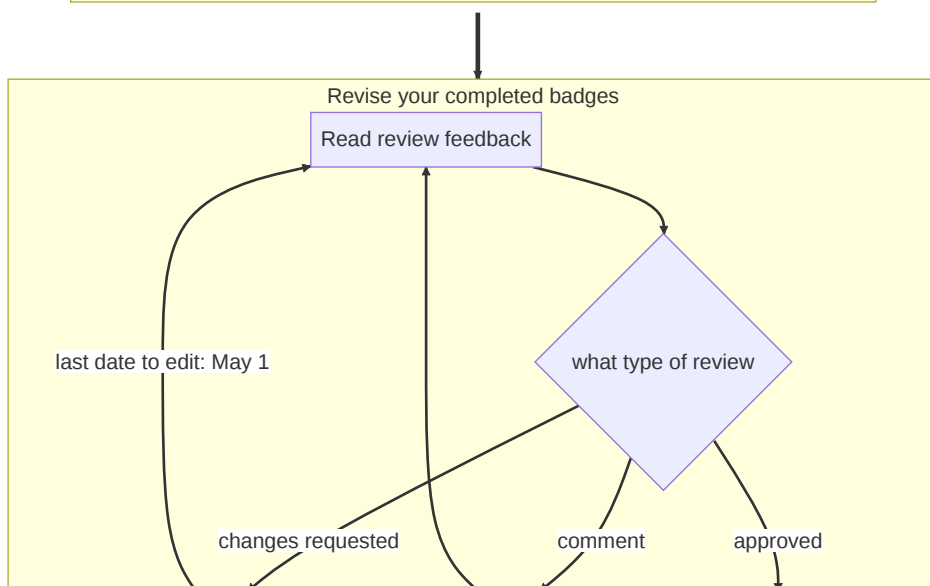 Revise your completed badges
Read review feedback
last date to edit: May 1
what type of review
changes requested
comment
approved